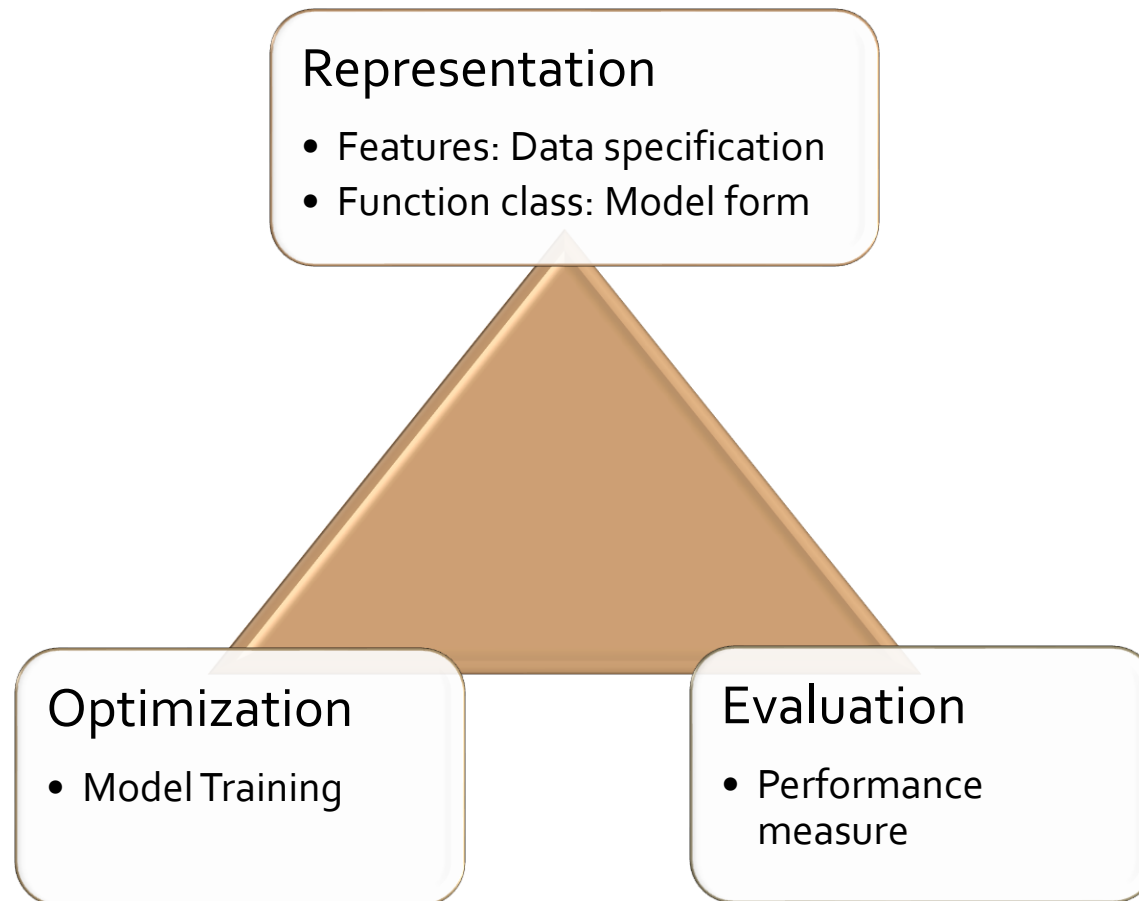 Representation
• Features: Data specification
• Function class: Model form
Optimization
• Model Training
Evaluation
• Performance
measure